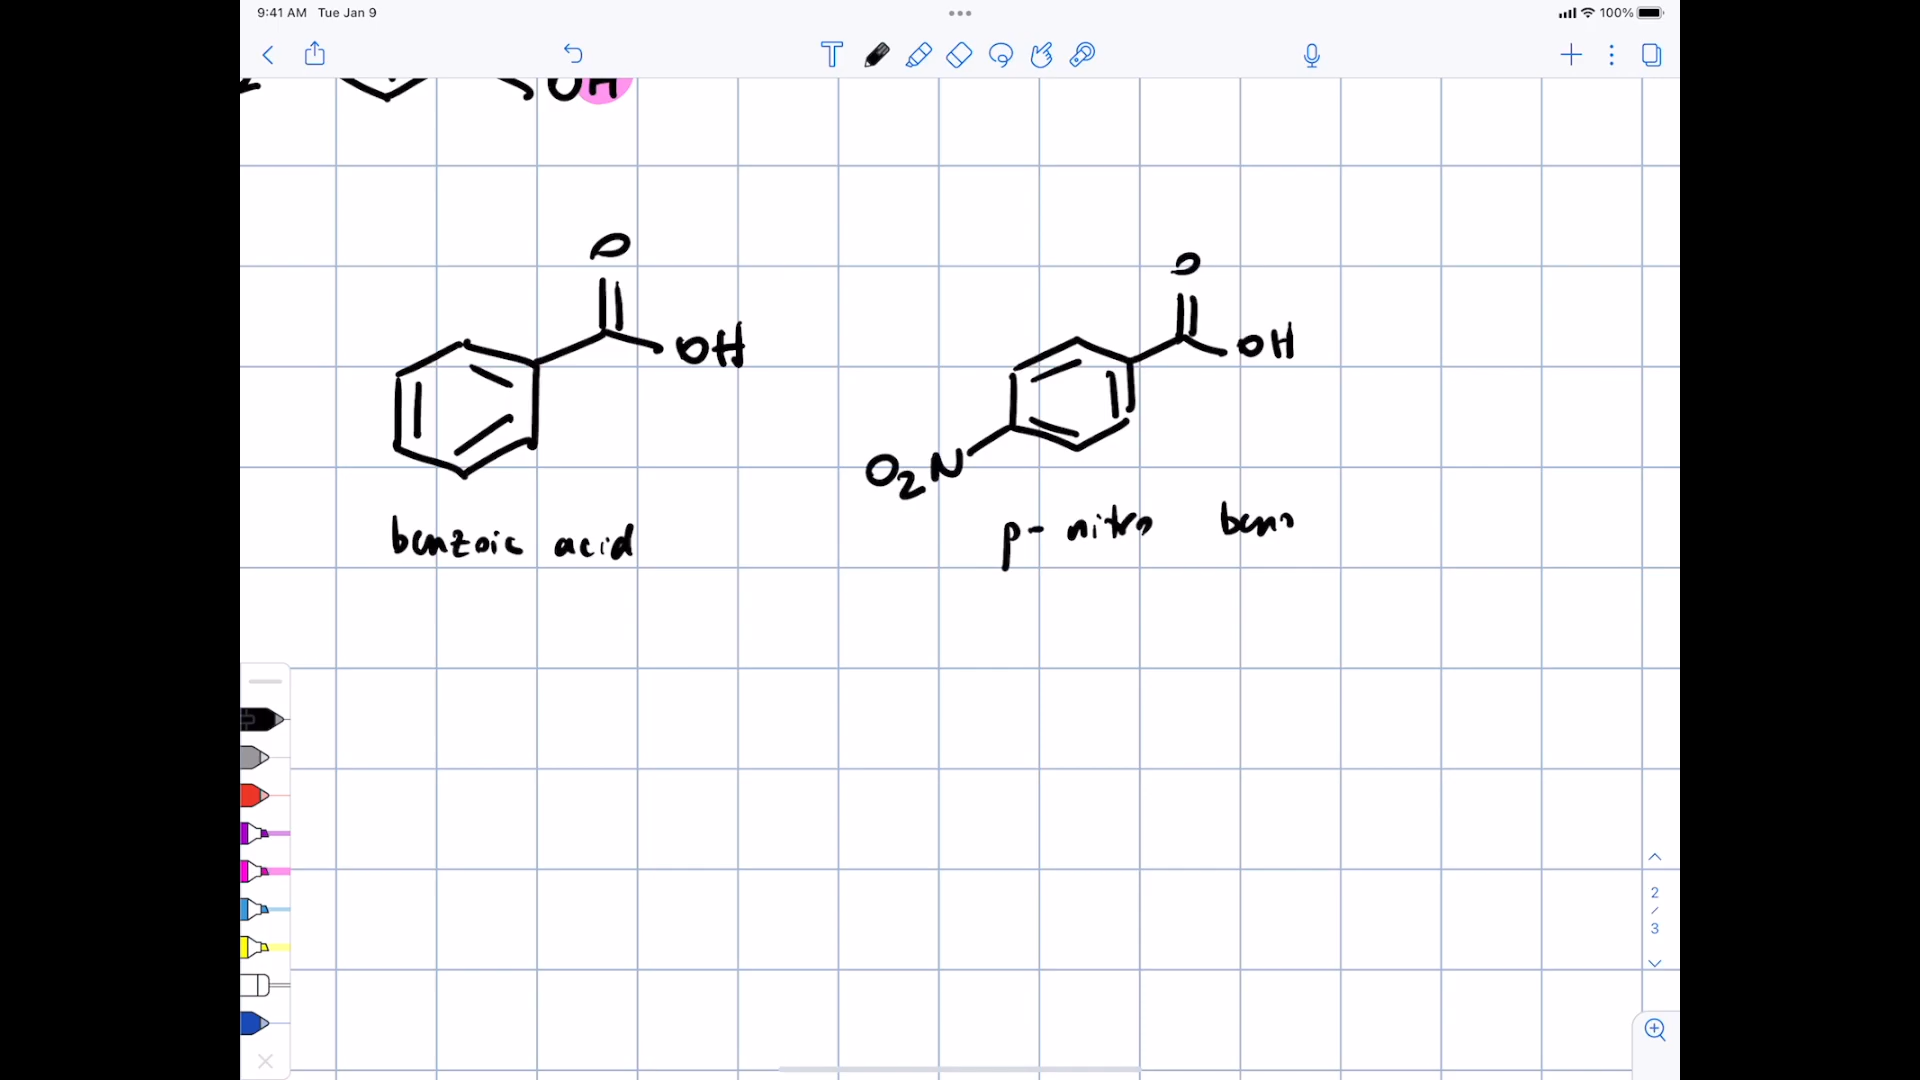 9:41 AM Tue Jan 9
100%
T
OH
O
O
OH
OH
O2N
benzoic acid
p- nitro benz
2
/
3